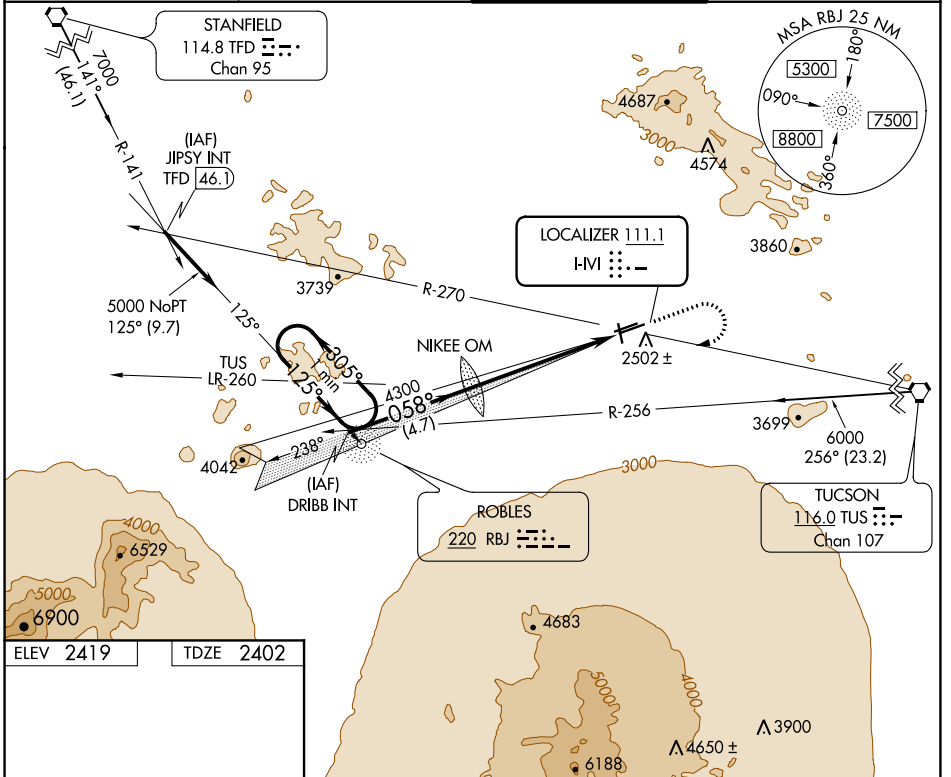 STANFIELD
114.8 TFD
Chan 95
7000
141°
(46.1)
R-141
(IAF)
JIPSY INT
TFD 46.1
5000 NoPT
125° (9.7)
125°
3739
R-270
LOCALIZER 111.1
I-IVI
4687
3000
4574
3860
MSA RBJ 25 NM
180°
5300
090°
7500
8800
360°
2502 ±
NIKEE OM
TUS
LR-260
305°
1 min
125°
4300
058°
(4.7)
R-256
238°
4042
(IAF)
DRIBB INT
3699
6000
256° (23.2)
TUCSON
116.0 TUS
Chan 107
ROBLES
220 RBJ
3000
4000
6529
5000
6900
ELEV 2419
TDZE 2402
4683
5000
4000
3900
4650 ±
6188